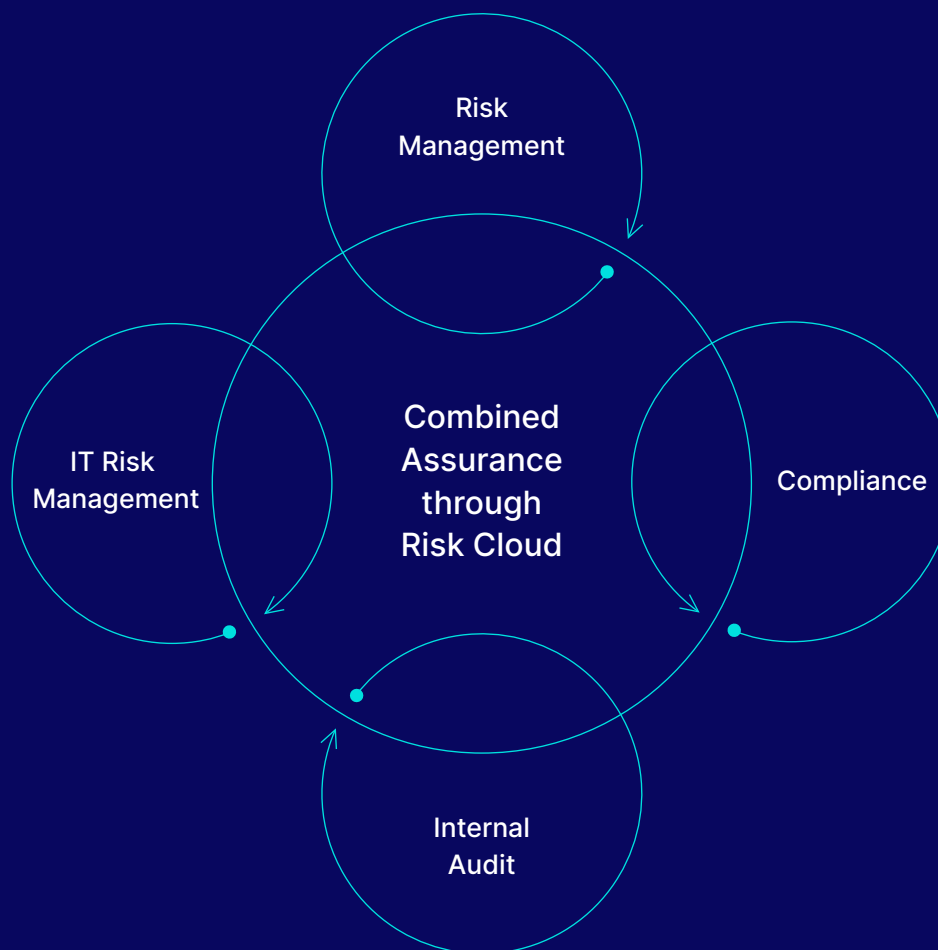 Risk
Management
Combined
Assurance
through
Risk Cloud
IT Risk
Management
Compliance
Internal
Audit